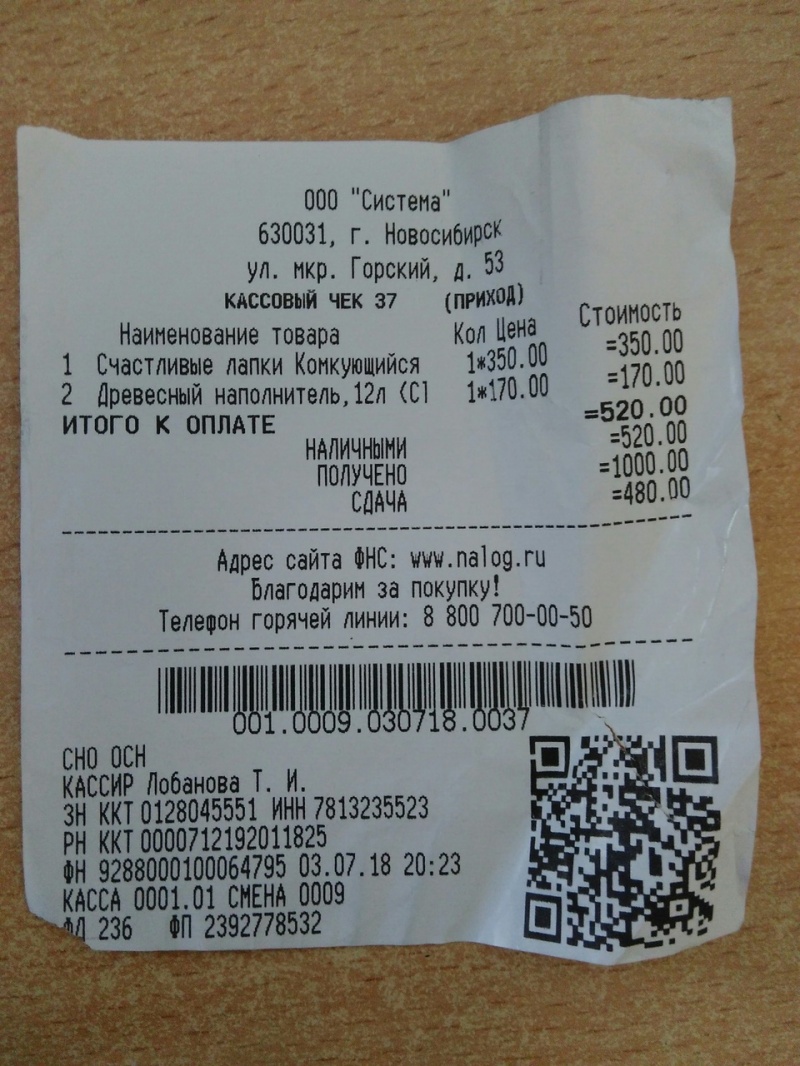 ООО "Система"
630031, г. Новосибирск
ул. мкр. Горский, д. 53
КАССОВЫЙ ЧЕК 37 (ПРИХОД)
Наименование товара Кол Цена Стоимость
1 Счастливые лапки Комкующийся 1*350.00 =350.00
2 Древесный наполнитель,12л (Сl 1*170.00 =170.00
ИТОГО К ОПЛАТЕ =520.00
НАЛИЧНЫМИ =520.00
ПОЛУЧЕНО =1000.00
СДАЧА =480.00
Адрес сайта ФНС: www.nalog.ru
Благодарим за покупку!
Телефон горячей линии: 8 800 700-00-50
001.0009.030718.0037
СНО ОСН
КАССИР Лобанова Т. И.
ЗН ККТ 0128045551 ИНН 7813235523
РН ККТ 0000712192011825
ФН 9288000100064795 03.07.18 20:23
КАССА 0001.01 СМЕНА 0009
ФД 236 ФП 2392778532